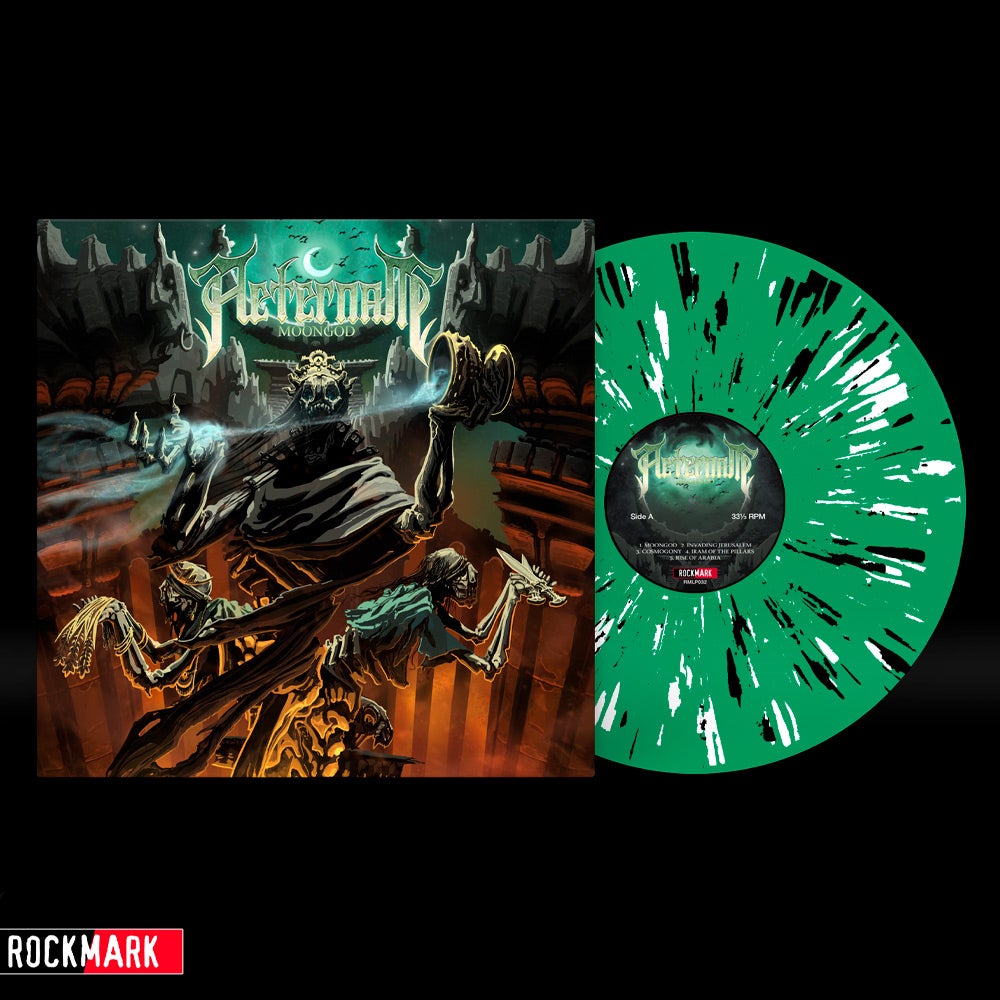 Aeternam
MOONGOD
Aeternam
Side A 33⅓ RPM
1. MOONGOD 2. INVADING JERUSALEM
3. COSMOGONY 4. IRAM OF THE PILLARS
5. RISE OF ARABIA
ROCKMARK
RMLP032
ROCKMARK